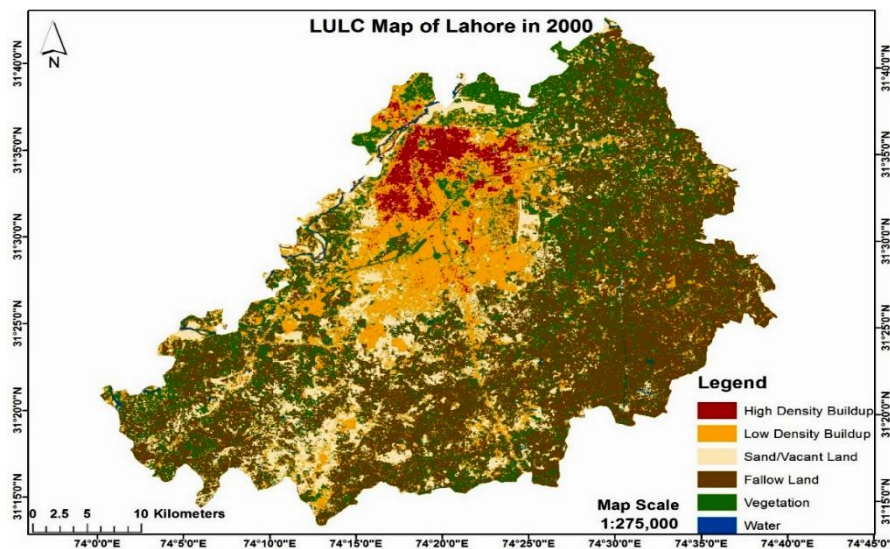 LULC Map of Lahore in 2000
N
31°40'0"N
31°35'0"N
31°30'0"N
31°25'0"N
31°20'0"N
31°15'0"N
31°40'0"N
31°35'0"N
31°30'0"N
31°25'0"N
31°20'0"N
31°15'0"N
Legend
High Density Buildup
Low Density Buildup
Sand/Vacant Land
Fallow Land
Vegetation
Water
Map Scale
1:275,000
0 2.5 5 10 Kilometers
74°0'0"E 74°5'0"E 74°10'0"E 74°15'0"E 74°20'0"E 74°25'0"E 74°30'0"E 74°35'0"E 74°40'0"E 74°45'0"E